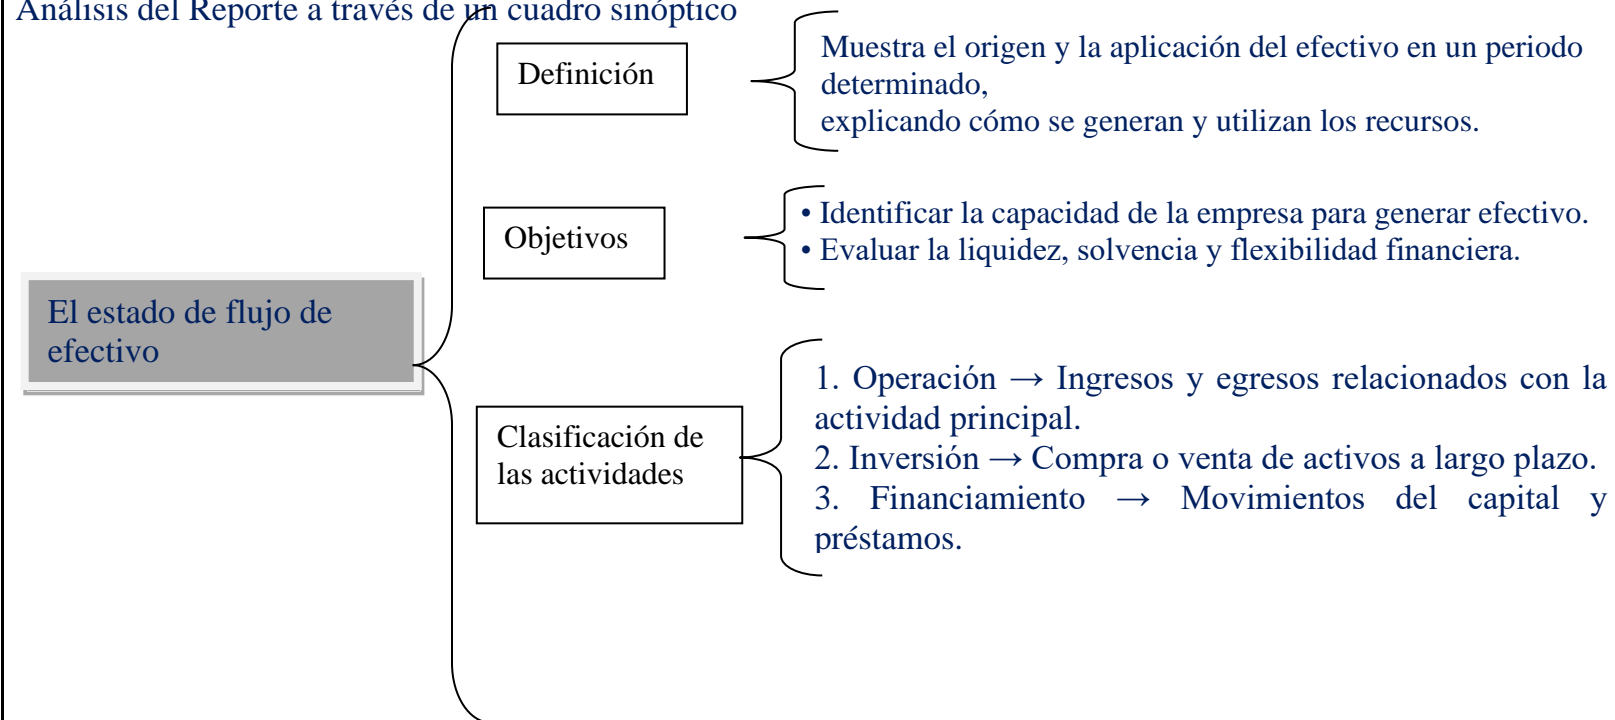 Análisis del Reporte a través de un cuadro sinóptico
Definición
Muestra el origen y la aplicación del efectivo en un periodo
determinado,
explicando cómo se generan y utilizan los recursos.
Objetivos
• Identificar la capacidad de la empresa para generar efectivo.
• Evaluar la liquidez, solvencia y flexibilidad financiera.
El estado de flujo de
efectivo
Clasificación de
las actividades
1. Operación → Ingresos y egresos relacionados con la
actividad principal.
2. Inversión → Compra o venta de activos a largo plazo.
3. Financiamiento → Movimientos del capital y
préstamos.